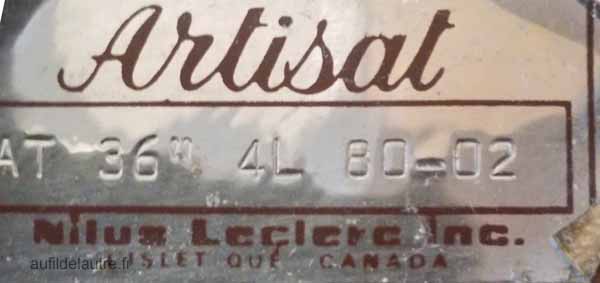 Artisat
AT 36" 4L 80-02
Nilus Leclerc Inc.
L'ISLET QUÉ CANADA
aufildelautre.fr